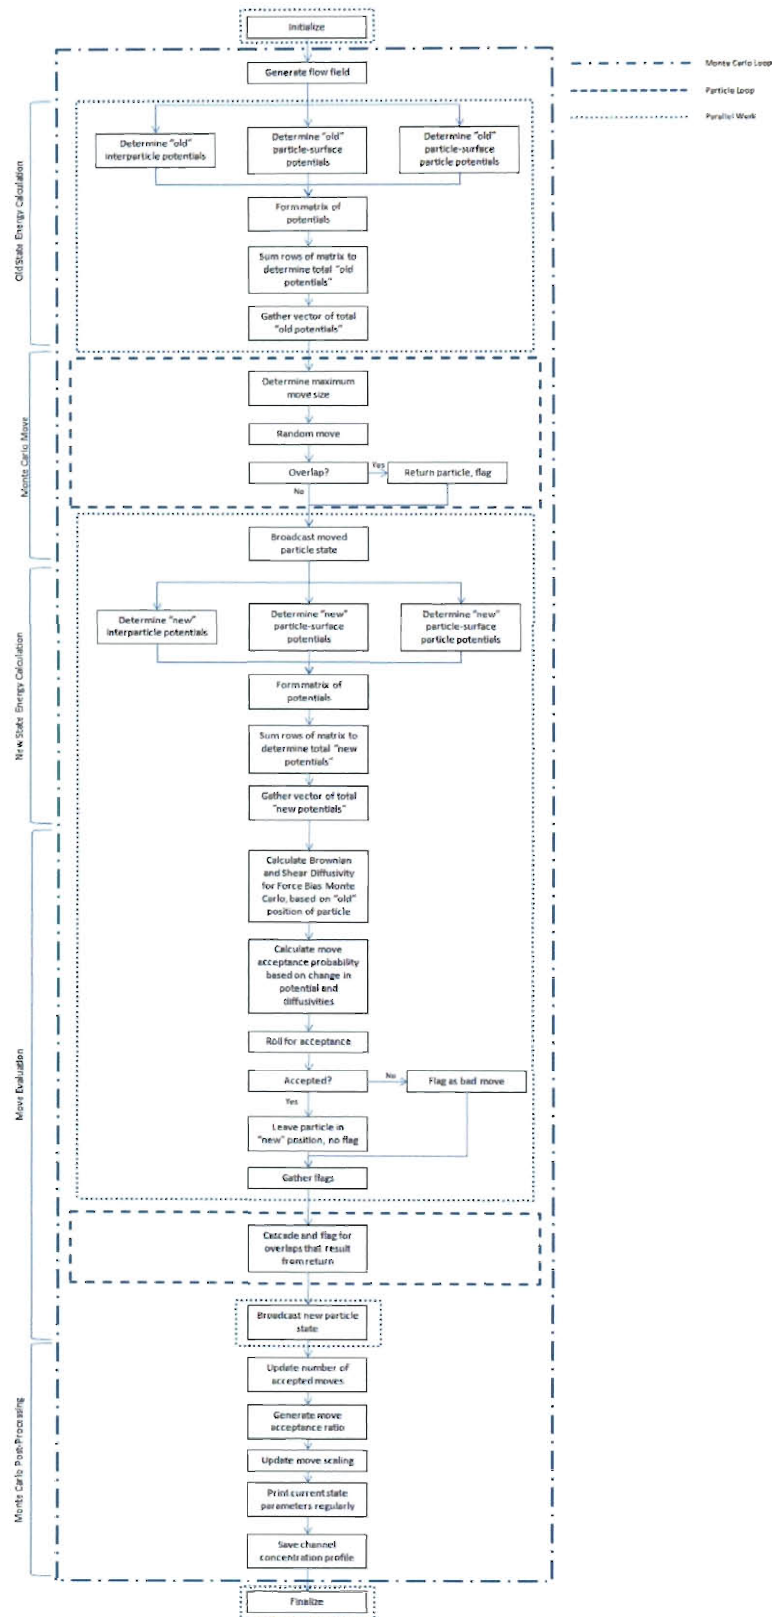 Initialize
Monte Carlo Loop
Particle Loop
Parallel Work
Generate flow field
Old State Energy Calculation
Determine "old"
interparticle potentials
Determine "old"
particle-surface
potentials
Determine "old"
particle-surface
particle potentials
Form matrix of
potentials
Sum rows of matrix to
determine total "old
potentials"
Gather vector of total
"old potentials"
Monte Carlo Move
Determine maximum
move size
Random move
Overlap?
Yes
Return particle, flag
No
Broadcast moved
particle state
New State Energy Calculation
Determine "new"
interparticle potentials
Determine "new"
particle-surface
potentials
Determine "new"
particle-surface
particle potentials
Form matrix of
potentials
Sum rows of matrix to
determine total "new
potentials"
Gather vector of total
"new potentials"
Move Evaluation
Calculate Brownian
and Shear Diffusivity
for Force Bias Monte
Carlo, based on "old"
position of particle
Calculate move
acceptance probability
based on change in
potential and
diffusivities
Roll for acceptance
Accepted?
No
Flag as bad move
Yes
Leave particle in
"new" position, no flag
Gather flags
Cascade and flag for
overlaps that result
from return
Broadcast new particle
state
Monte Carlo Post-Processing
Update number of
accepted moves
Generate move
acceptance ratio
Update move scaling
Print current state
parameters regularly
Save channel
concentration profile
Finalize